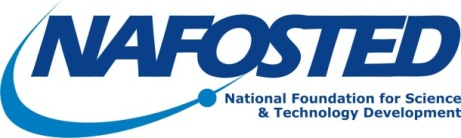 NAFOSTED
National Foundation for Science
& Technology Development